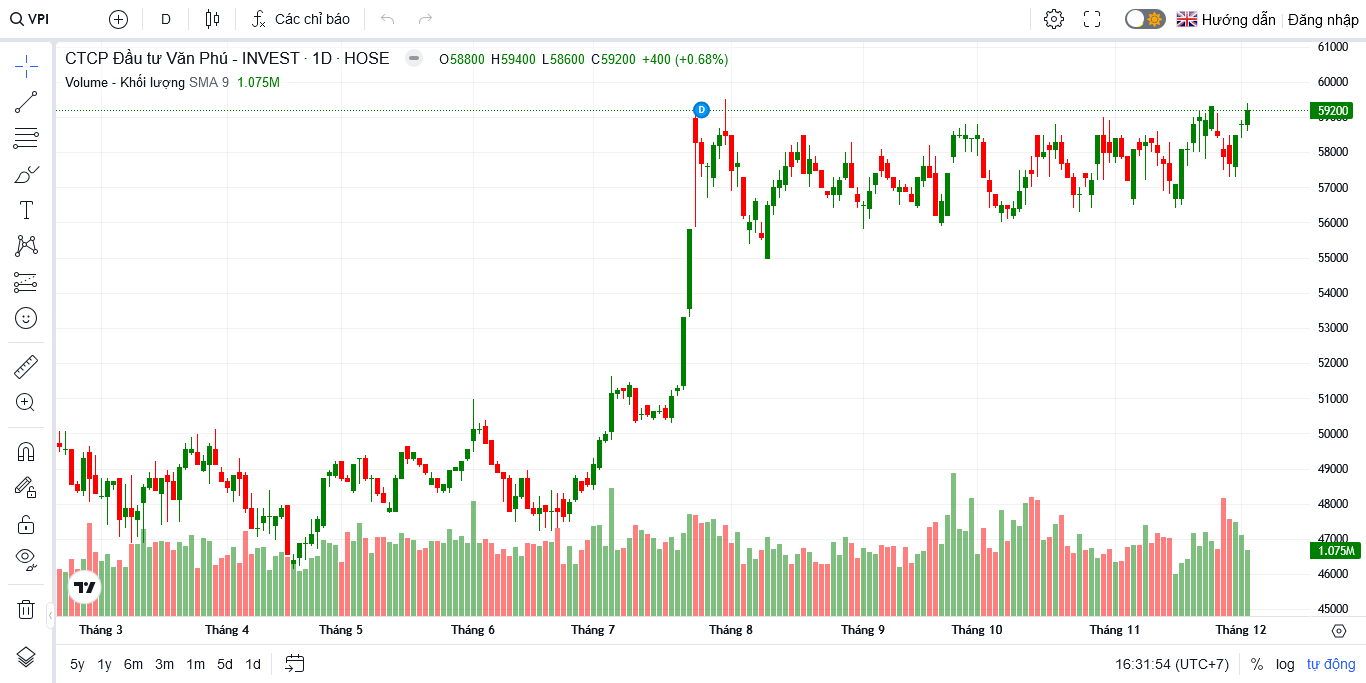 VPI D Các chỉ báo Hướng dẫn Đăng nhập
CTCP Đầu tư Văn Phú - INVEST · 1D · HOSE O58800 H59400 L58600 C59200 +400 (+0.68%)
Volume - Khối lượng SMA 9 1.075M
61000
60000
59200
59000
D
58000
57000
56000
55000
54000
53000
52000
51000
50000
49000
48000
47000
1.075M
46000
45000
Tháng 3 Tháng 4 Tháng 5 Tháng 6 Tháng 7 Tháng 8 Tháng 9 Tháng 10 Tháng 11 Tháng 12
5y 1y 6m 3m 1m 5d 1d 16:31:54 (UTC+7) % log tự động